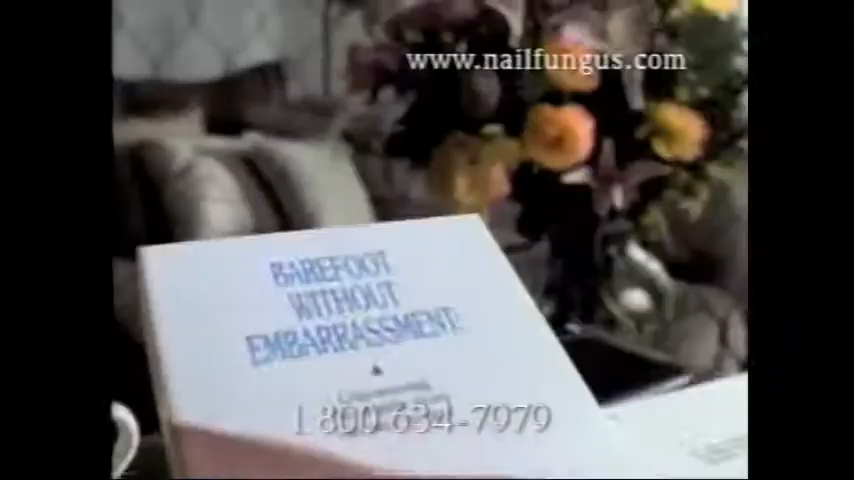 www.nailfungus.com
BAREFOOT
WITHOUT
EMBARRASSMENT:
1 800 634-7979